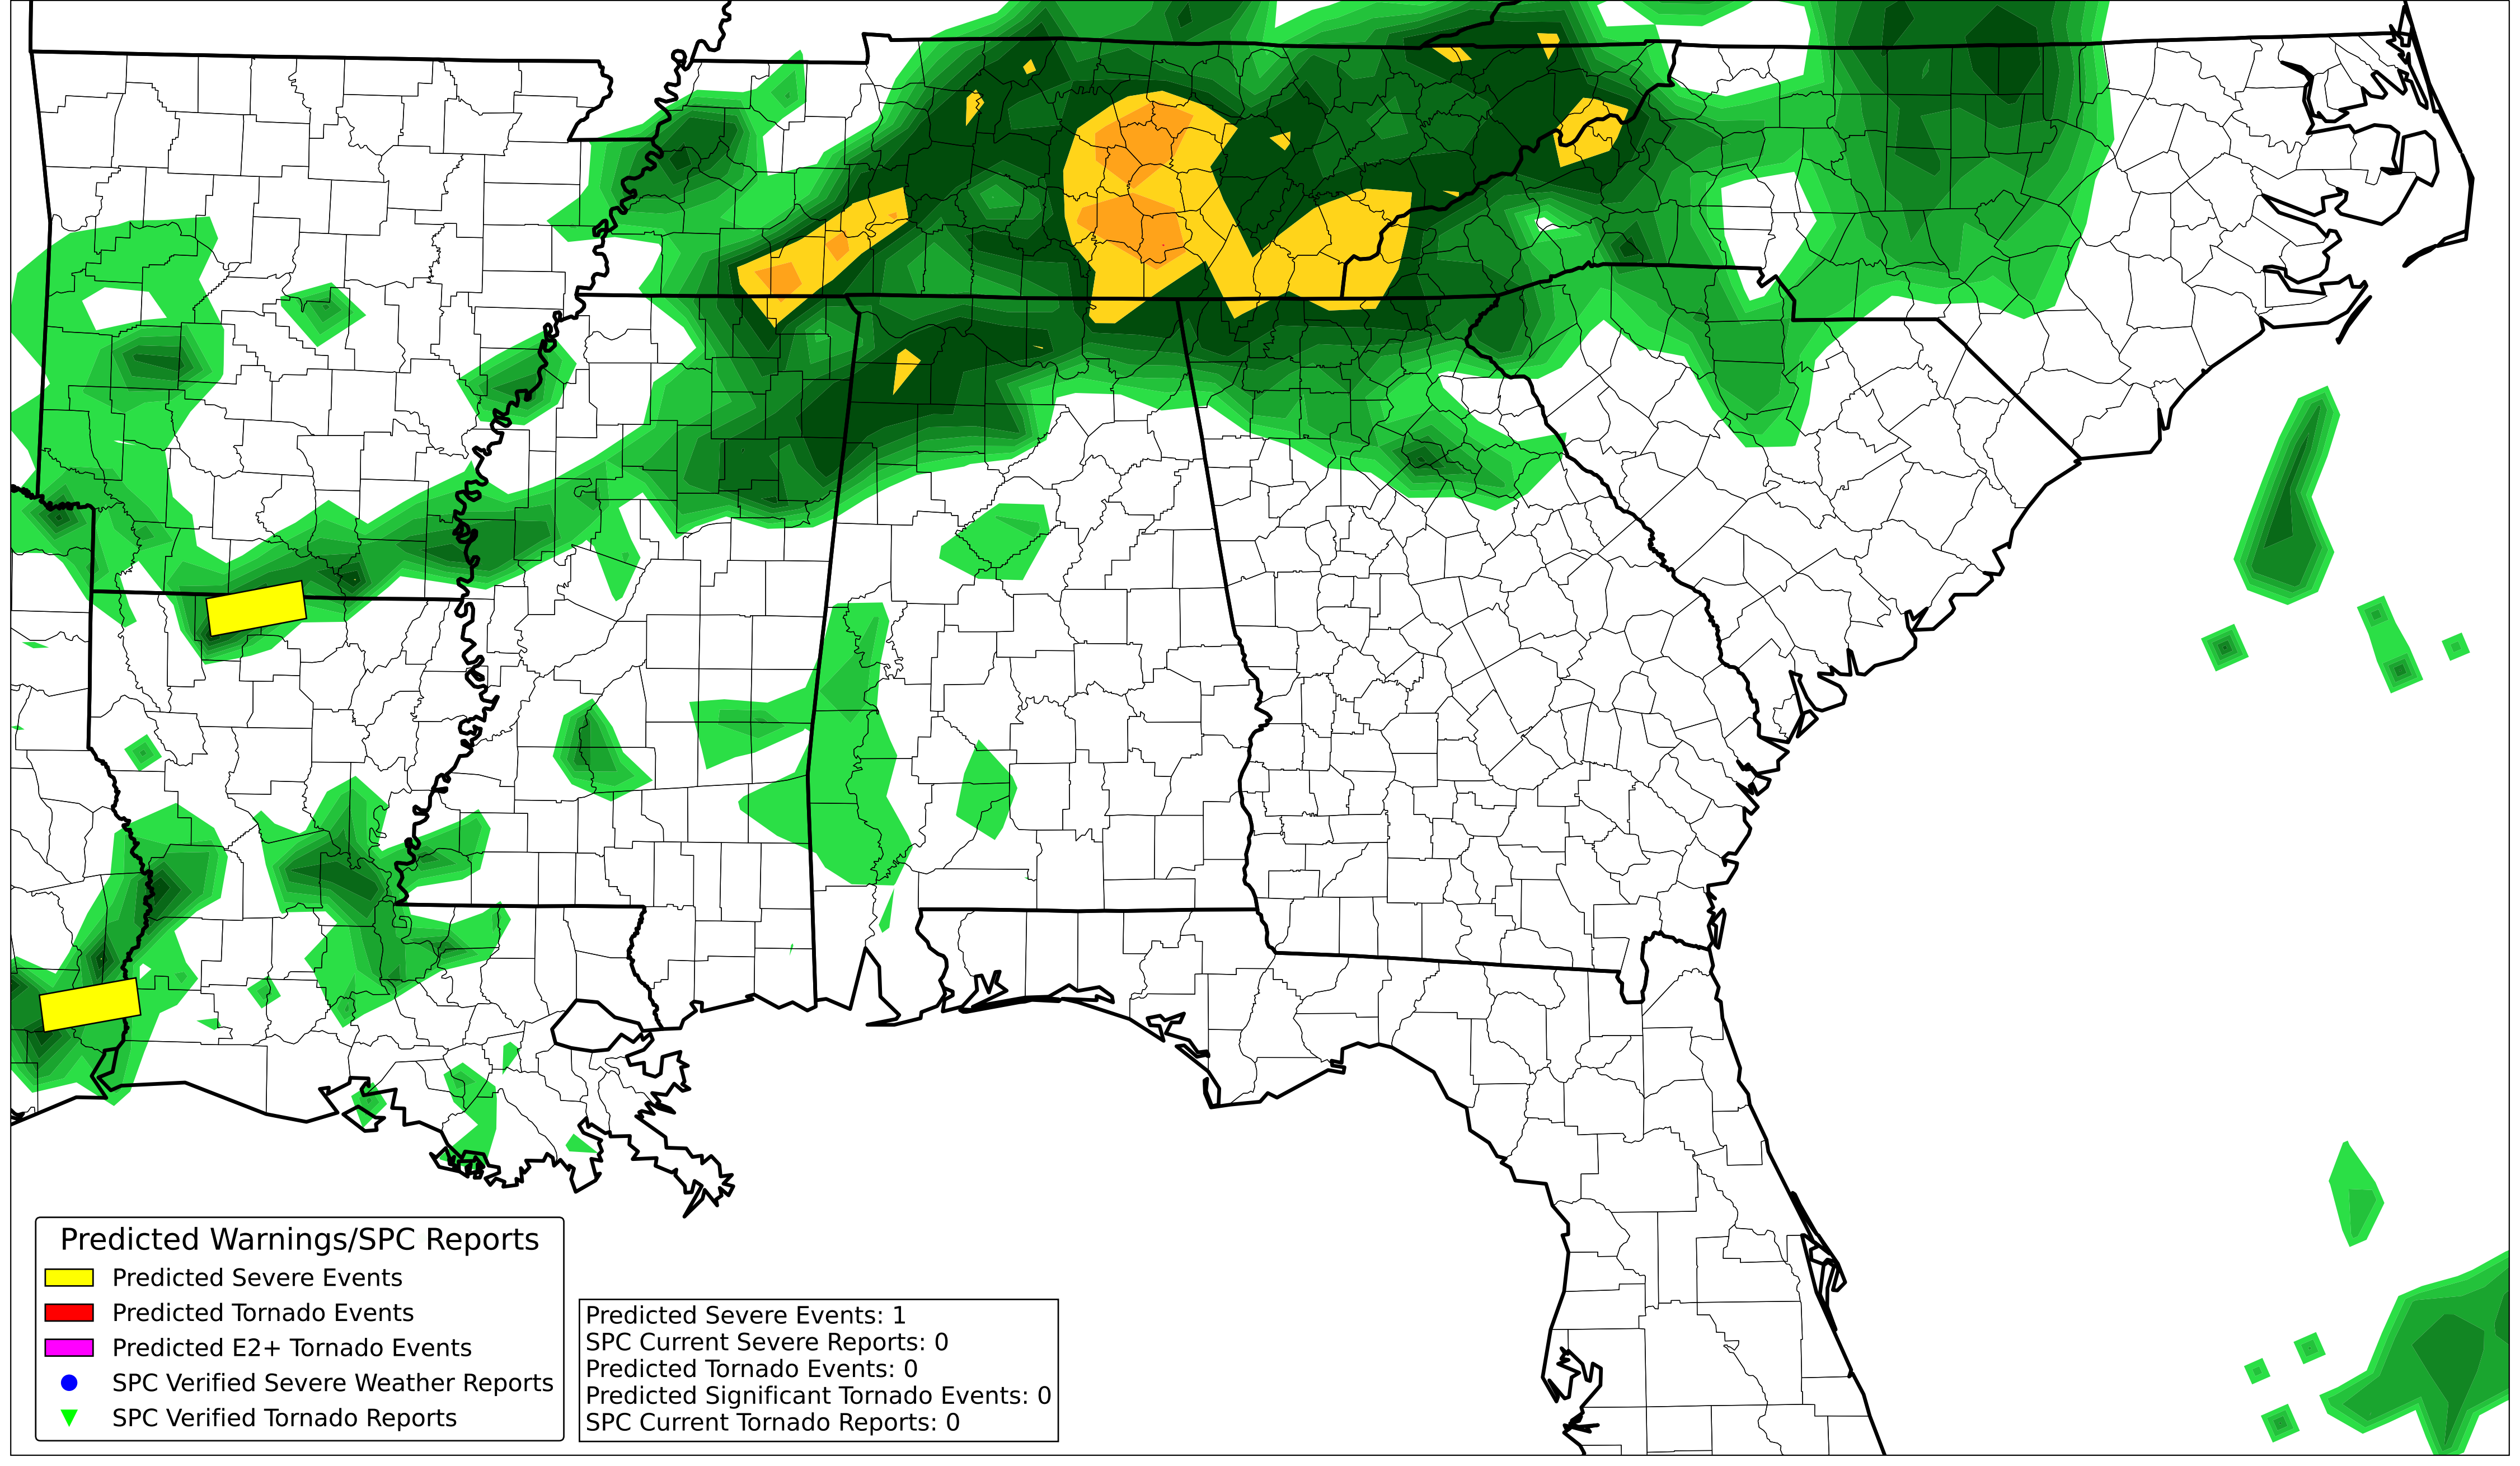 Predicted Warnings/SPC Reports
Predicted Severe Events
Predicted Tornado Events
Predicted E2+ Tornado Events
SPC Verified Severe Weather Reports
SPC Verified Tornado Reports
Predicted Severe Events: 1
SPC Current Severe Reports: 0
Predicted Tornado Events: 0
Predicted Significant Tornado Events: 0
SPC Current Tornado Reports: 0